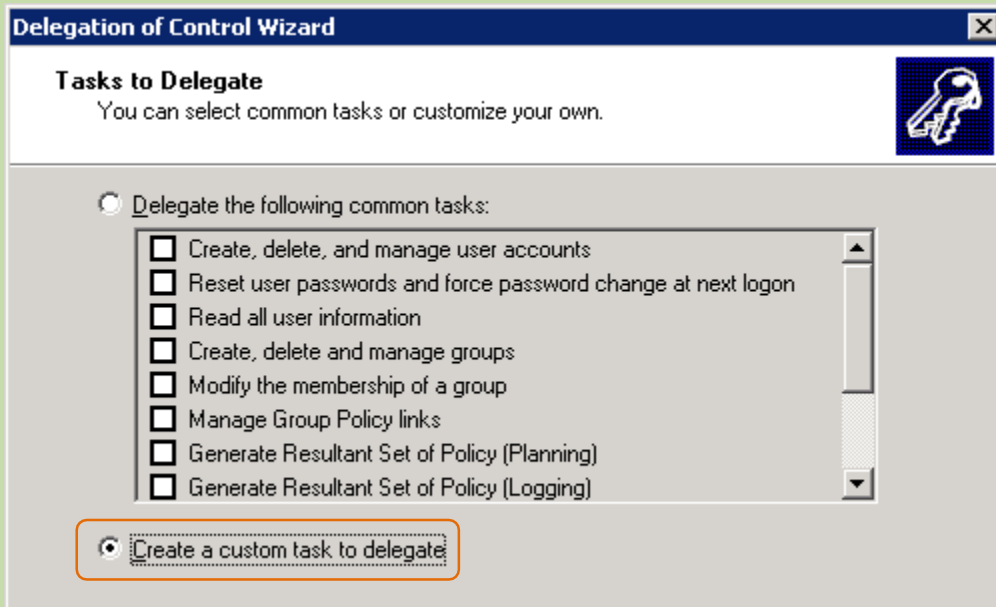 Delegation of Control Wizard
Tasks to Delegate
You can select common tasks or customize your own.
Delegate the following common tasks:
Create, delete, and manage user accounts
Reset user passwords and force password change at next logon
Read all user information
Create, delete and manage groups
Modify the membership of a group
Manage Group Policy links
Generate Resultant Set of Policy (Planning)
Generate Resultant Set of Policy (Logging)
Create a custom task to delegate